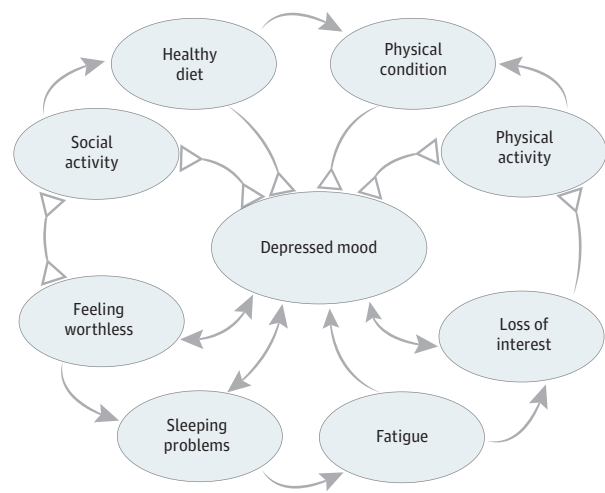 Healthy
diet
Physical
condition
Social
activity
Physical
activity
Depressed mood
Feeling
worthless
Loss of
interest
Sleeping
problems
Fatigue